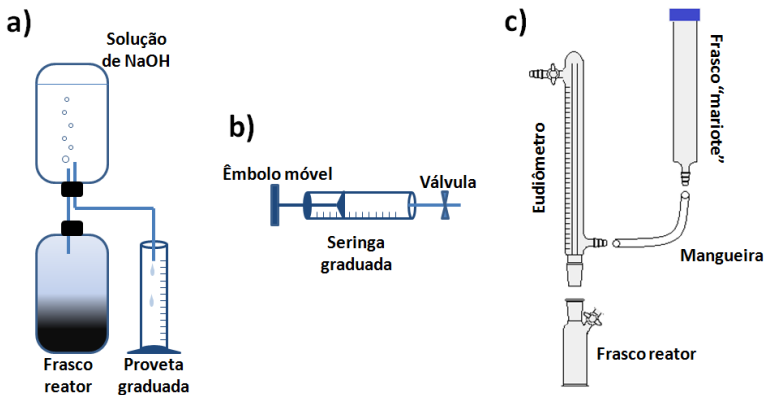 a)
Solução
de NaOH
Frasco
reator
Proveta
graduada
b)
Êmbolo móvel
Válvula
Seringa
graduada
c)
Eudiômetro
Frasco "mariote"
Mangueira
Frasco reator